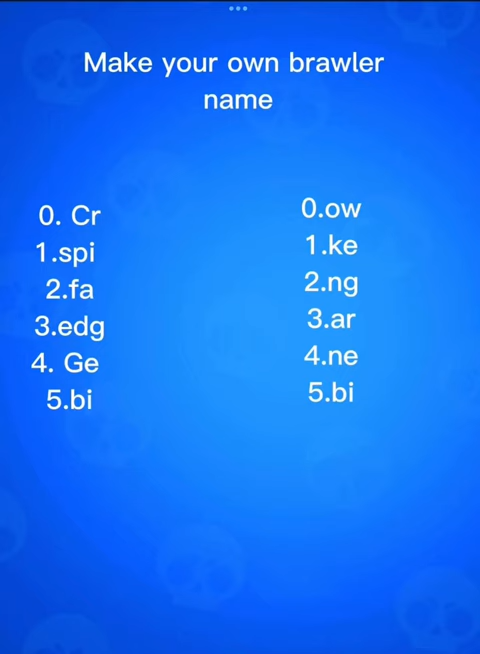 Make your own brawler
name
0. Cr
1.spi
2.fa
3.edg
4. Ge
5.bi
0.ow
1.ke
2.ng
3.ar
4.ne
5.bi